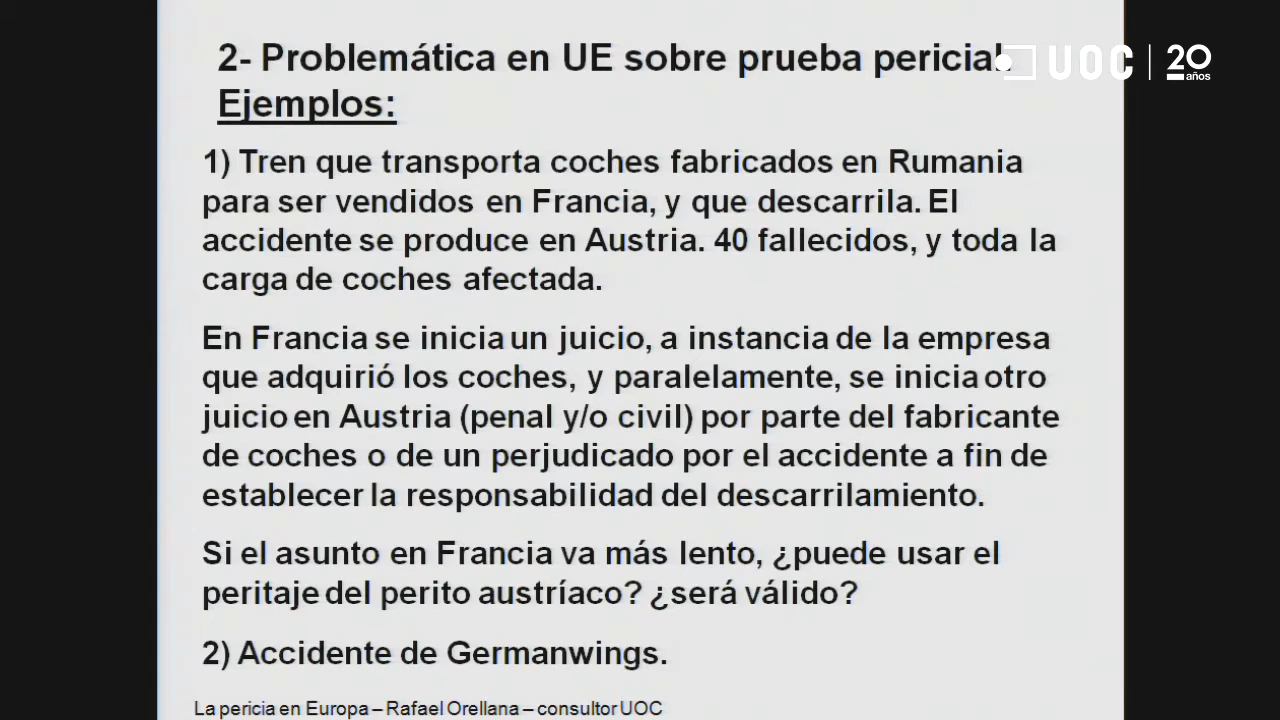 2- Problemática en UE sobre prueba pericial.
Ejemplos:
UOC
20
años
1) Tren que transporta coches fabricados en Rumania
para ser vendidos en Francia, y que descarrila. El
accidente se produce en Austria. 40 fallecidos, y toda la
carga de coches afectada.
En Francia se inicia un juicio, a instancia de la empresa
que adquirió los coches, y paralelamente, se inicia otro
juicio en Austria (penal y/o civil) por parte del fabricante
de coches o de un perjudicado por el accidente a fin de
establecer la responsabilidad del descarrilamiento.
Si el asunto en Francia va más lento, ¿puede usar el
peritaje del perito austríaco? ¿será válido?
2) Accidente de Germanwings.
La pericia en Europa – Rafael Orellana – consultor UOC